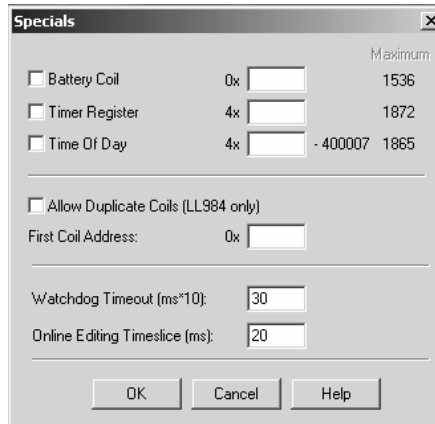 Specials
Maximum
Battery Coil 0x 1536
Timer Register 4x 1872
Time Of Day 4x - 400007 1865
Allow Duplicate Coils (LL984 only)
First Coil Address: 0x
Watchdog Timeout (ms*10): 30
Online Editing Timeslice (ms): 20
OK Cancel Help